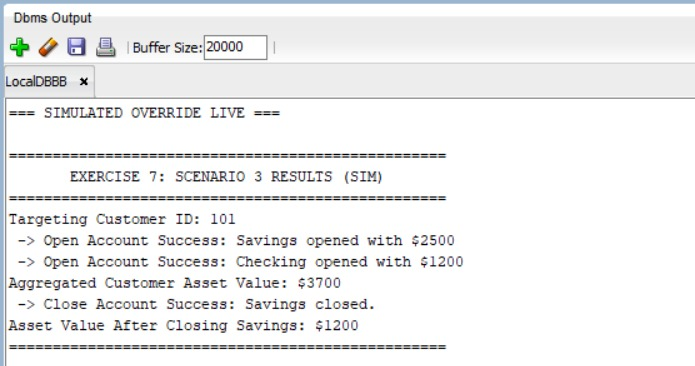 Dbms Output
Buffer Size: 20000
LocalDBBB
=== SIMULATED OVERRIDE LIVE ===
==================================================
EXERCISE 7: SCENARIO 3 RESULTS (SIM)
==================================================
Targeting Customer ID: 101
-> Open Account Success: Savings opened with $2500
-> Open Account Success: Checking opened with $1200
Aggregated Customer Asset Value: $3700
-> Close Account Success: Savings closed.
Asset Value After Closing Savings: $1200
==================================================